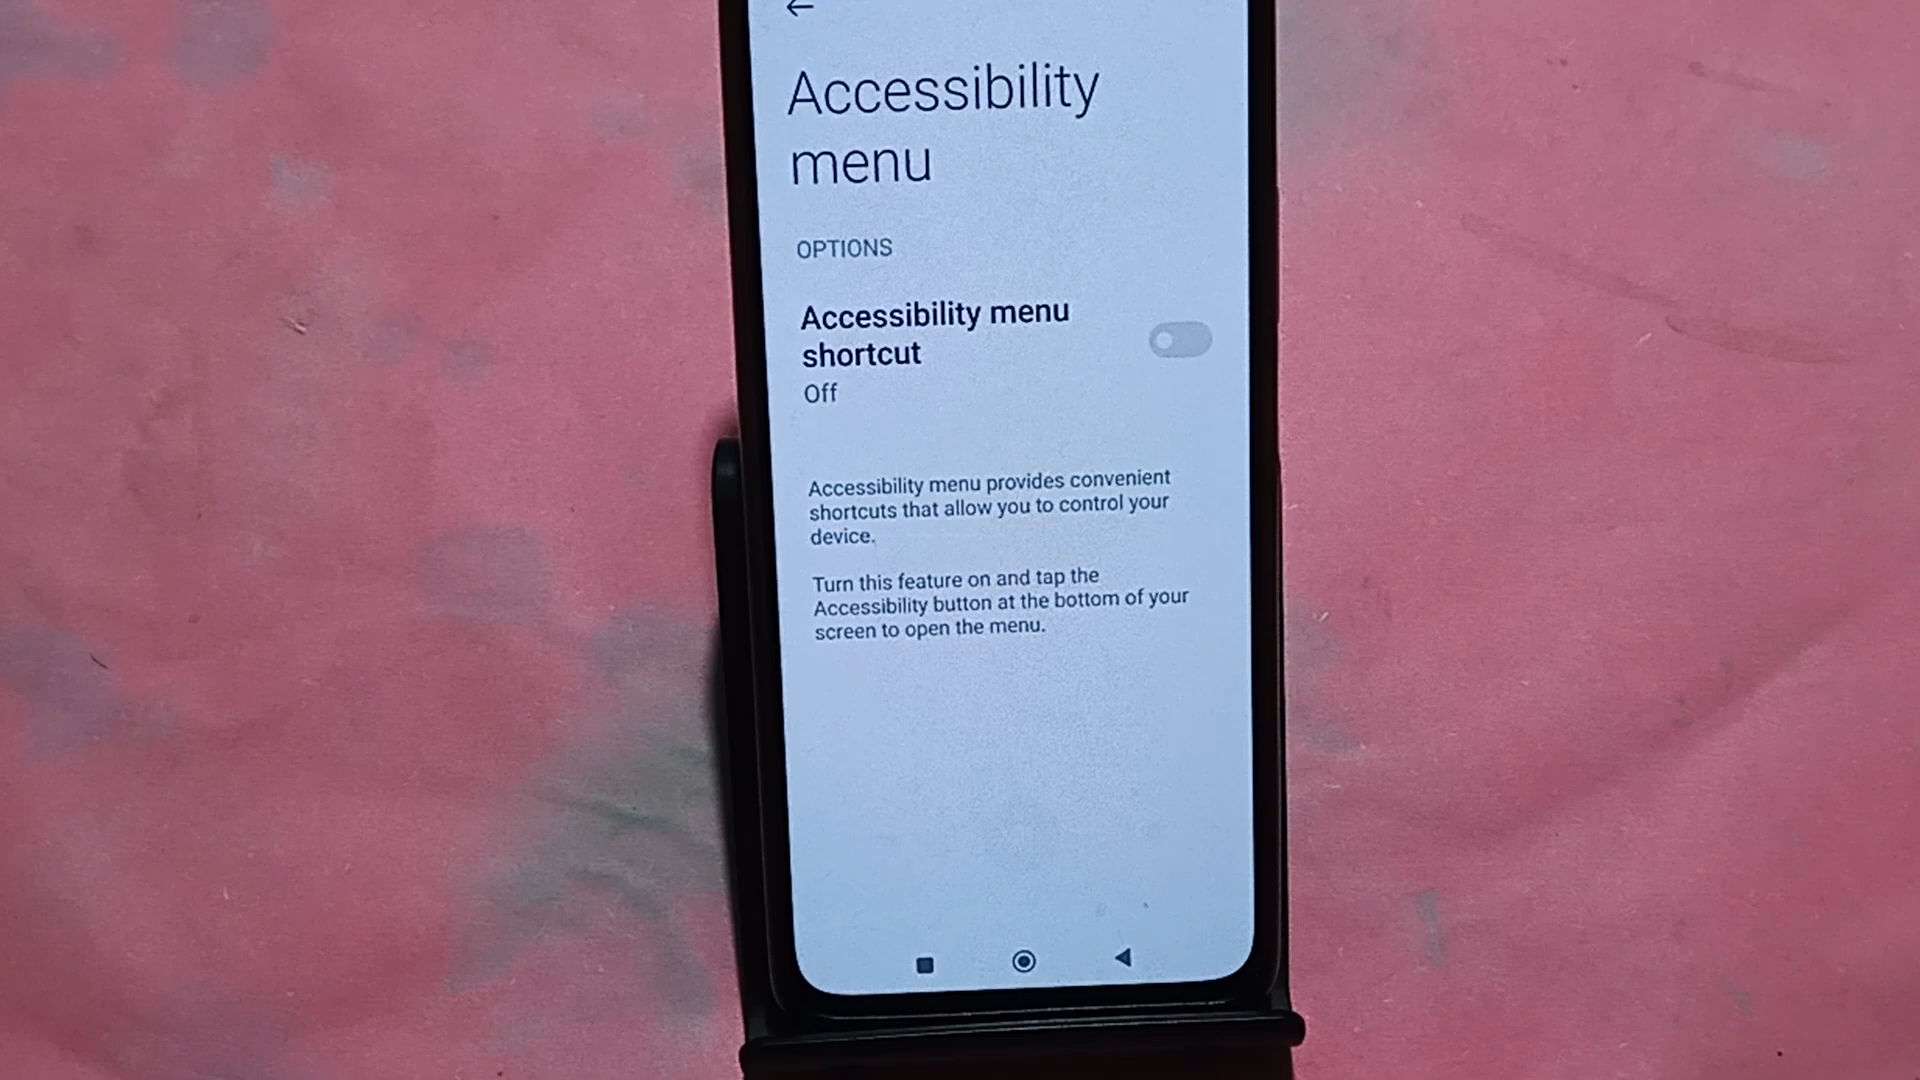 Accessibility
menu
OPTIONS
Accessibility menu
shortcut
Off
Accessibility menu provides convenient
shortcuts that allow you to control your
device.
Turn this feature on and tap the
Accessibility button at the bottom of your
screen to open the menu.